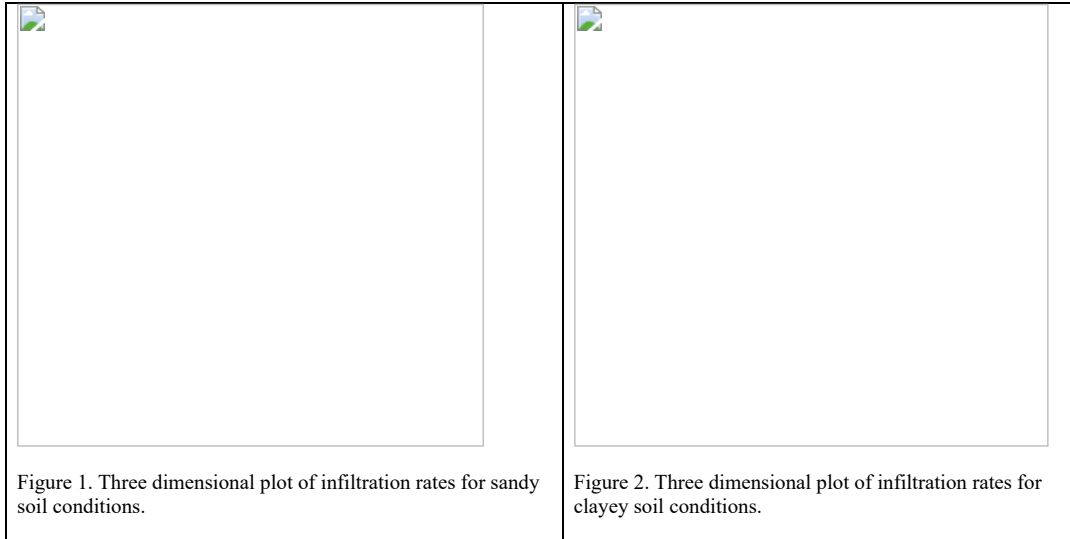 Figure 1. Three dimensional plot of infiltration rates for sandy
soil conditions.
Figure 2. Three dimensional plot of infiltration rates for
clayey soil conditions.